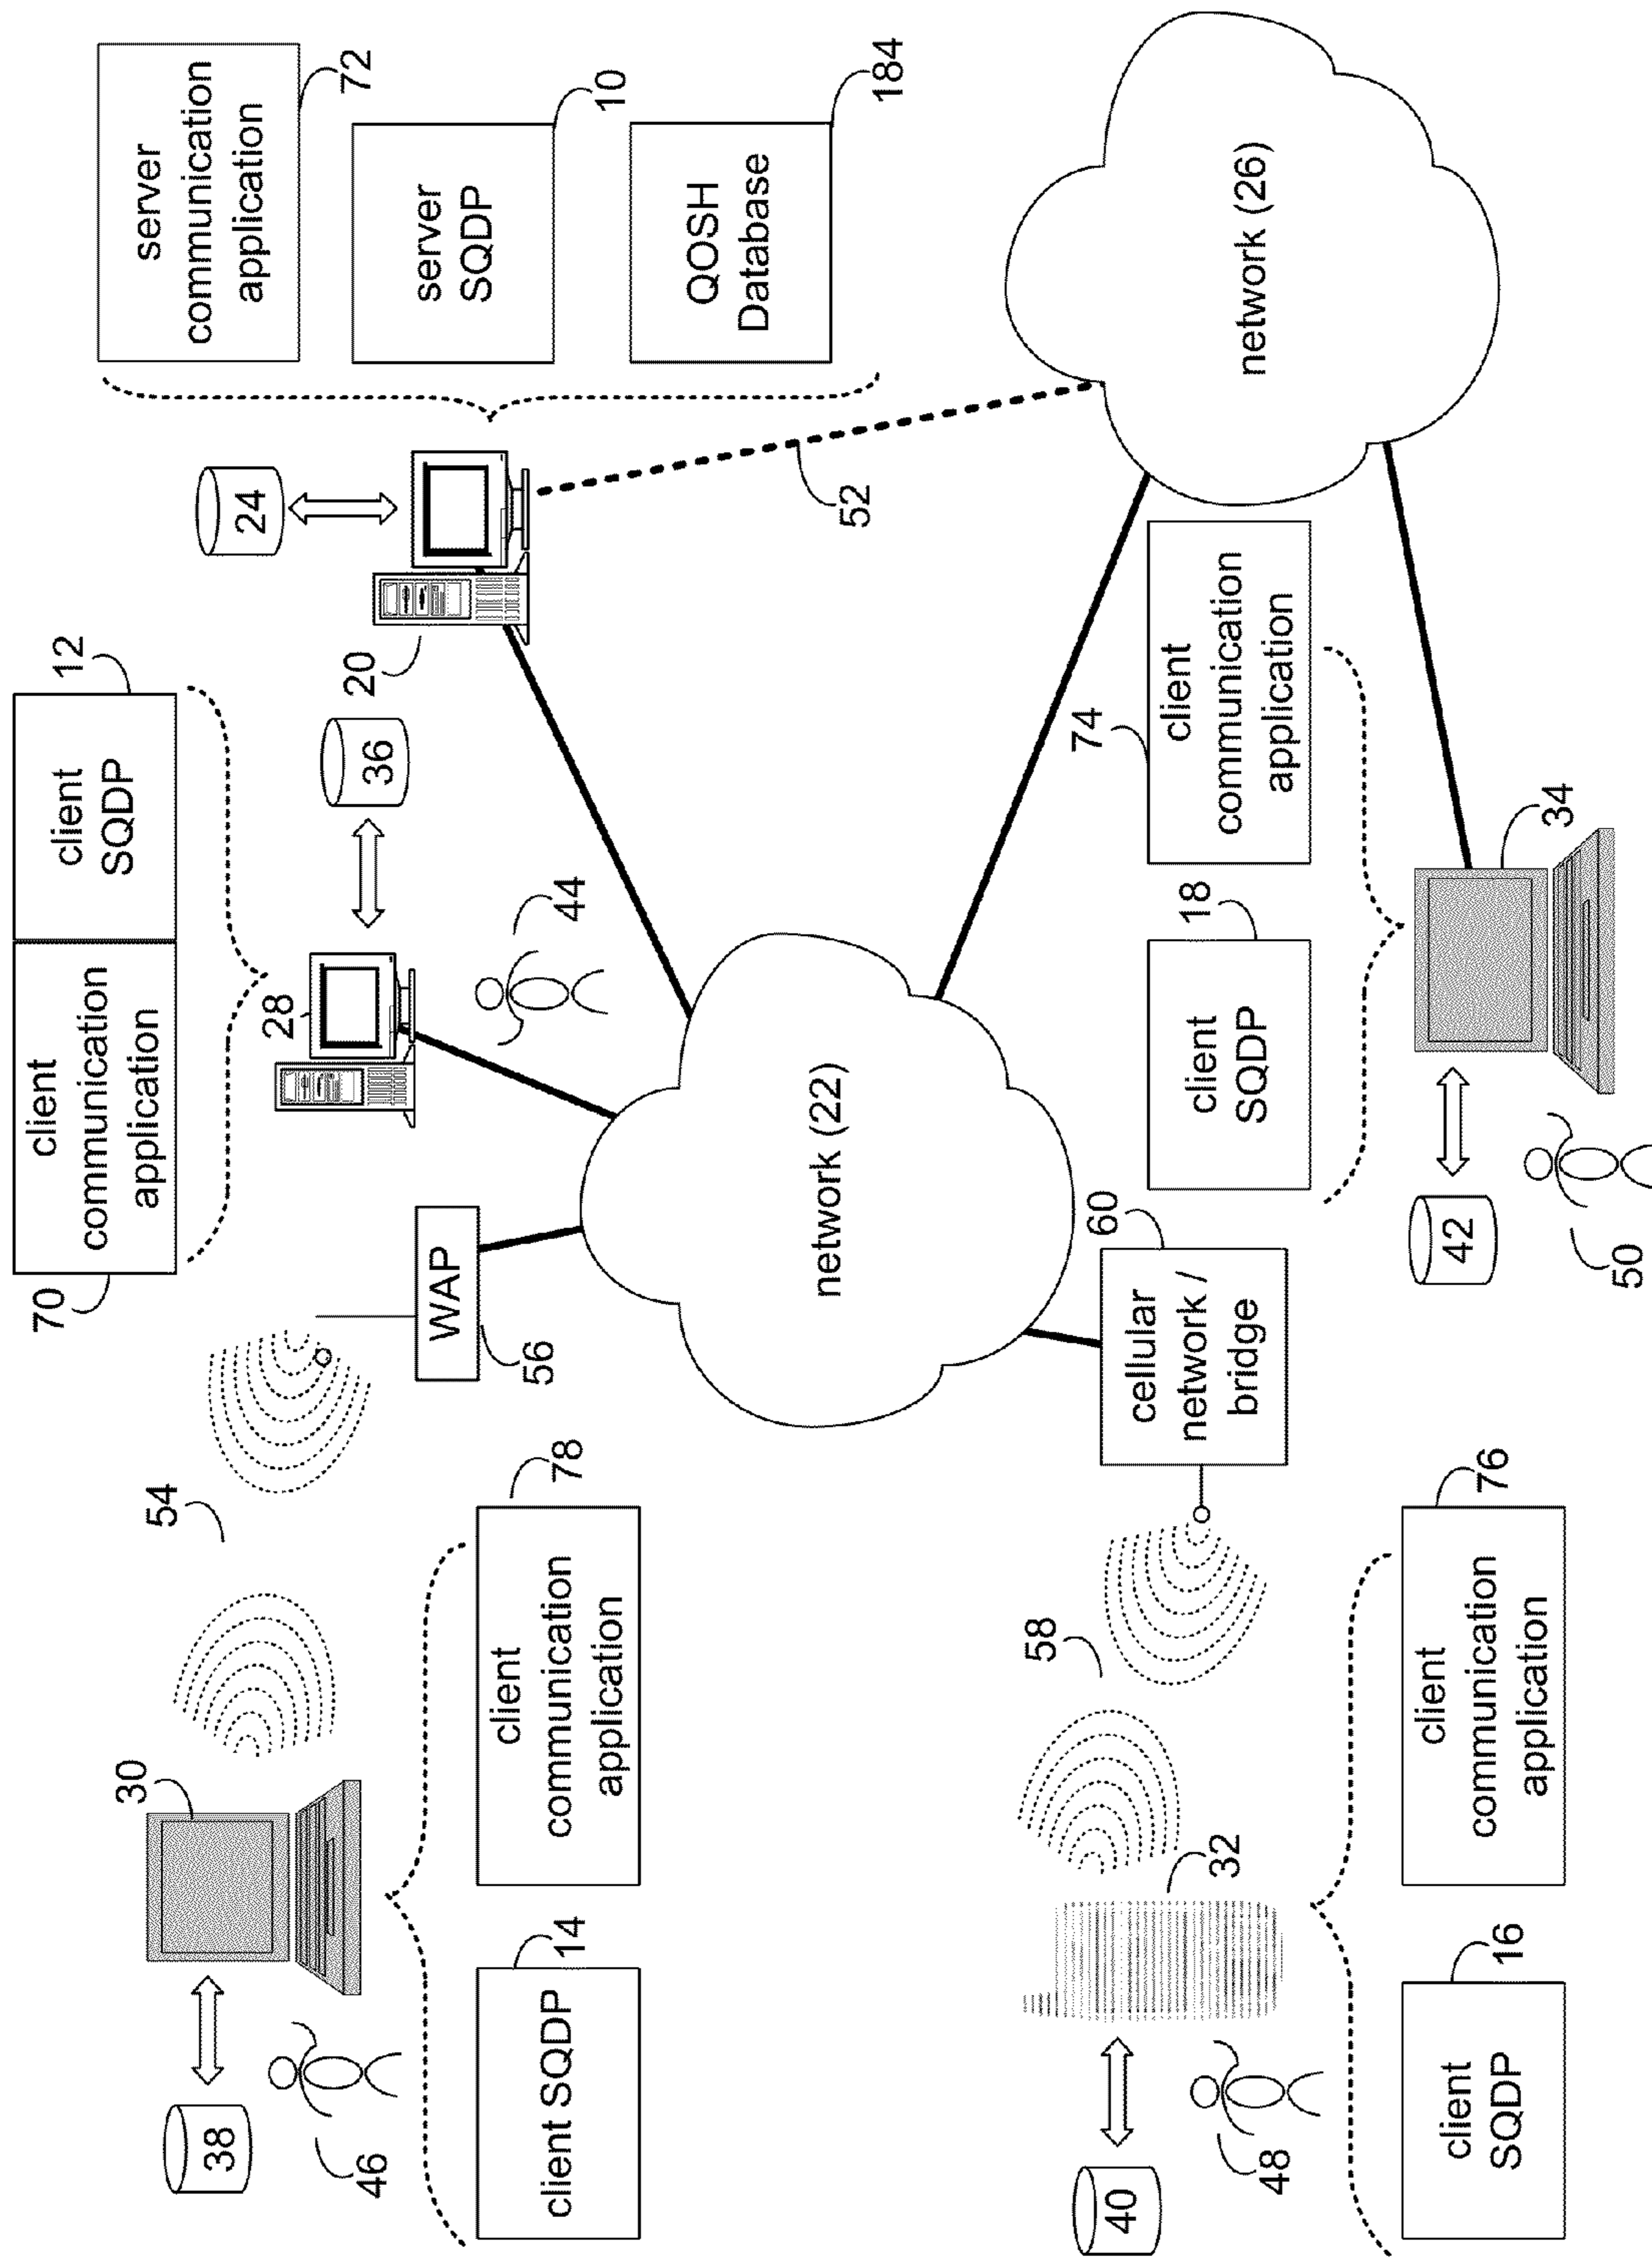 38
46
30
client SQDP
14
client
communication
application
78
54
70
client
communication
application
client
SQDP
12
28
36
44
WAP
56
20
24
server
communication
application
72
server
SQDP
10
QOSH
Database
184
52
network (22)
network (26)
40
48
32
client
SQDP
16
client
communication
application
76
58
cellular
network /
bridge
60
42
50
34
client
SQDP
18
client
communication
application
74